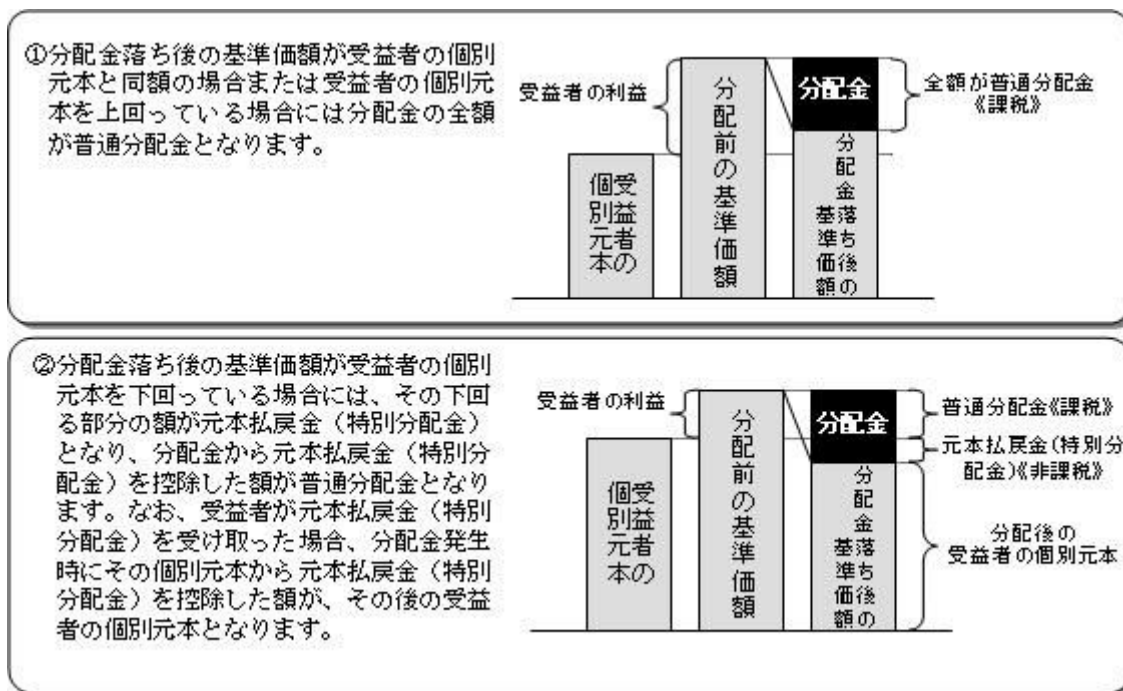 ①分配金落ち後の基準価額が受益者の個別
元本と同額の場合または受益者の個別元
本を上回っている場合には分配金の全額
が普通分配金となります。
受益者の利益
受益者の
個別元本
分配前の基準価額
分配金
分配金落ち後の
基準価額
全額が普通分配金
《課税》
②分配金落ち後の基準価額が受益者の個別
元本を下回っている場合には、その下回
る部分の額が元本払戻金（特別分配金）
となり、分配金から元本払戻金（特別分
配金）を控除した額が普通分配金となり
ます。なお、受益者が元本払戻金（特別
分配金）を受け取った場合、分配金発生
時にその個別元本から元本払戻金（特別
分配金）を控除した額が、その後の受益
者の個別元本となります。
受益者の利益
受益者の
個別元本
分配前の基準価額
分配金
分配金落ち後の
基準価額
普通分配金《課税》
元本払戻金(特別分
配金)《非課税》
分配後の
受益者の個別元本